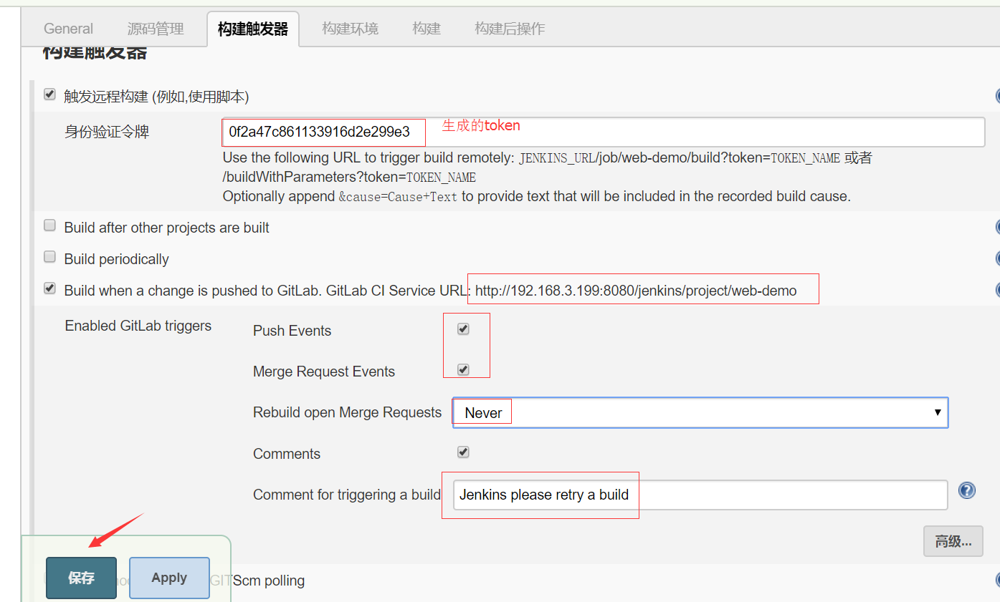 General 源码管理 构建触发器 构建环境 构建 构建后操作
构建触发器
触发远程构建 (例如,使用脚本)
身份验证令牌 0f2a47c861133916d2e299e3 生成的token
Use the following URL to trigger build remotely: JENKINS_URL/job/web-demo/build?token=TOKEN_NAME 或者
/buildWithParameters?token=TOKEN_NAME
Optionally append &cause=Cause+Text to provide text that will be included in the recorded build cause.
Build after other projects are built
Build periodically
Build when a change is pushed to GitLab. GitLab CI Service URL: http://192.168.3.199:8080/jenkins/project/web-demo
Enabled GitLab triggers Push Events
Merge Request Events
Rebuild open Merge Requests Never
Comments
Comment for triggering a build Jenkins please retry a build
高级...
保存 Apply GITScm polling